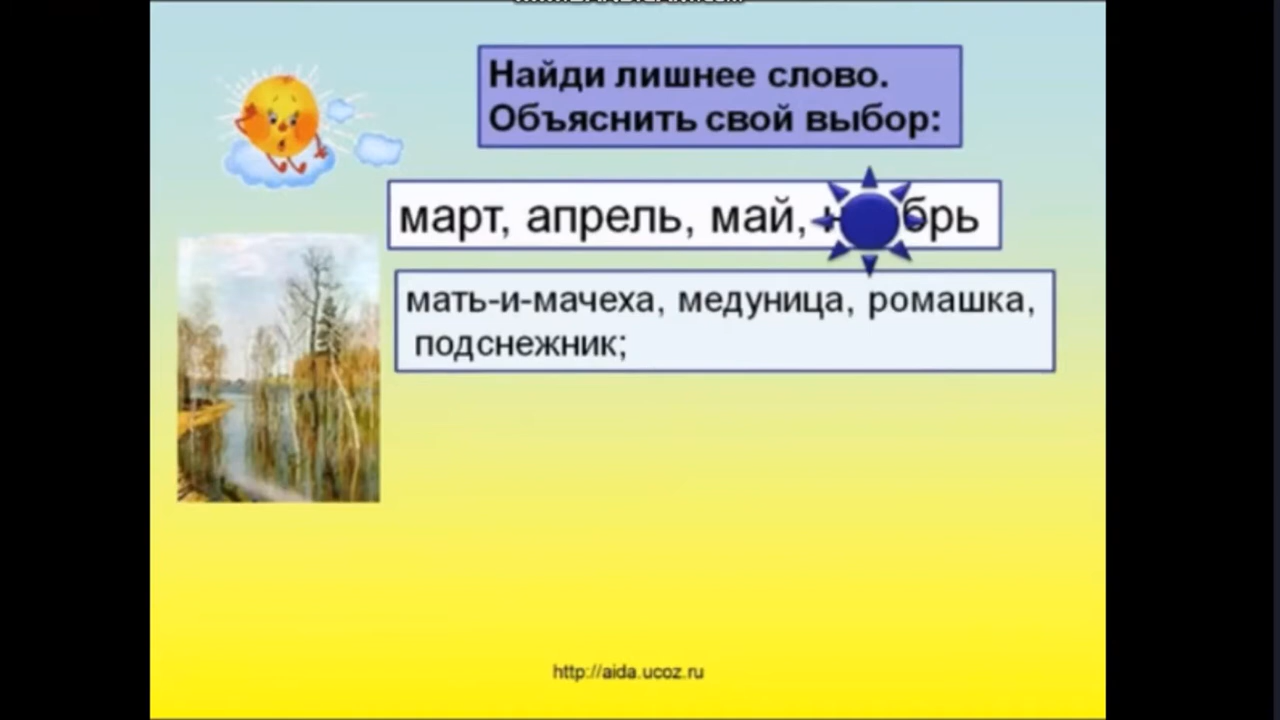 Найди лишнее слово.
Объяснить свой выбор:
март, апрель, май,
мать-и-мачеха, медуница, ромашка,
подснежник;
http://aida.ucoz.ru